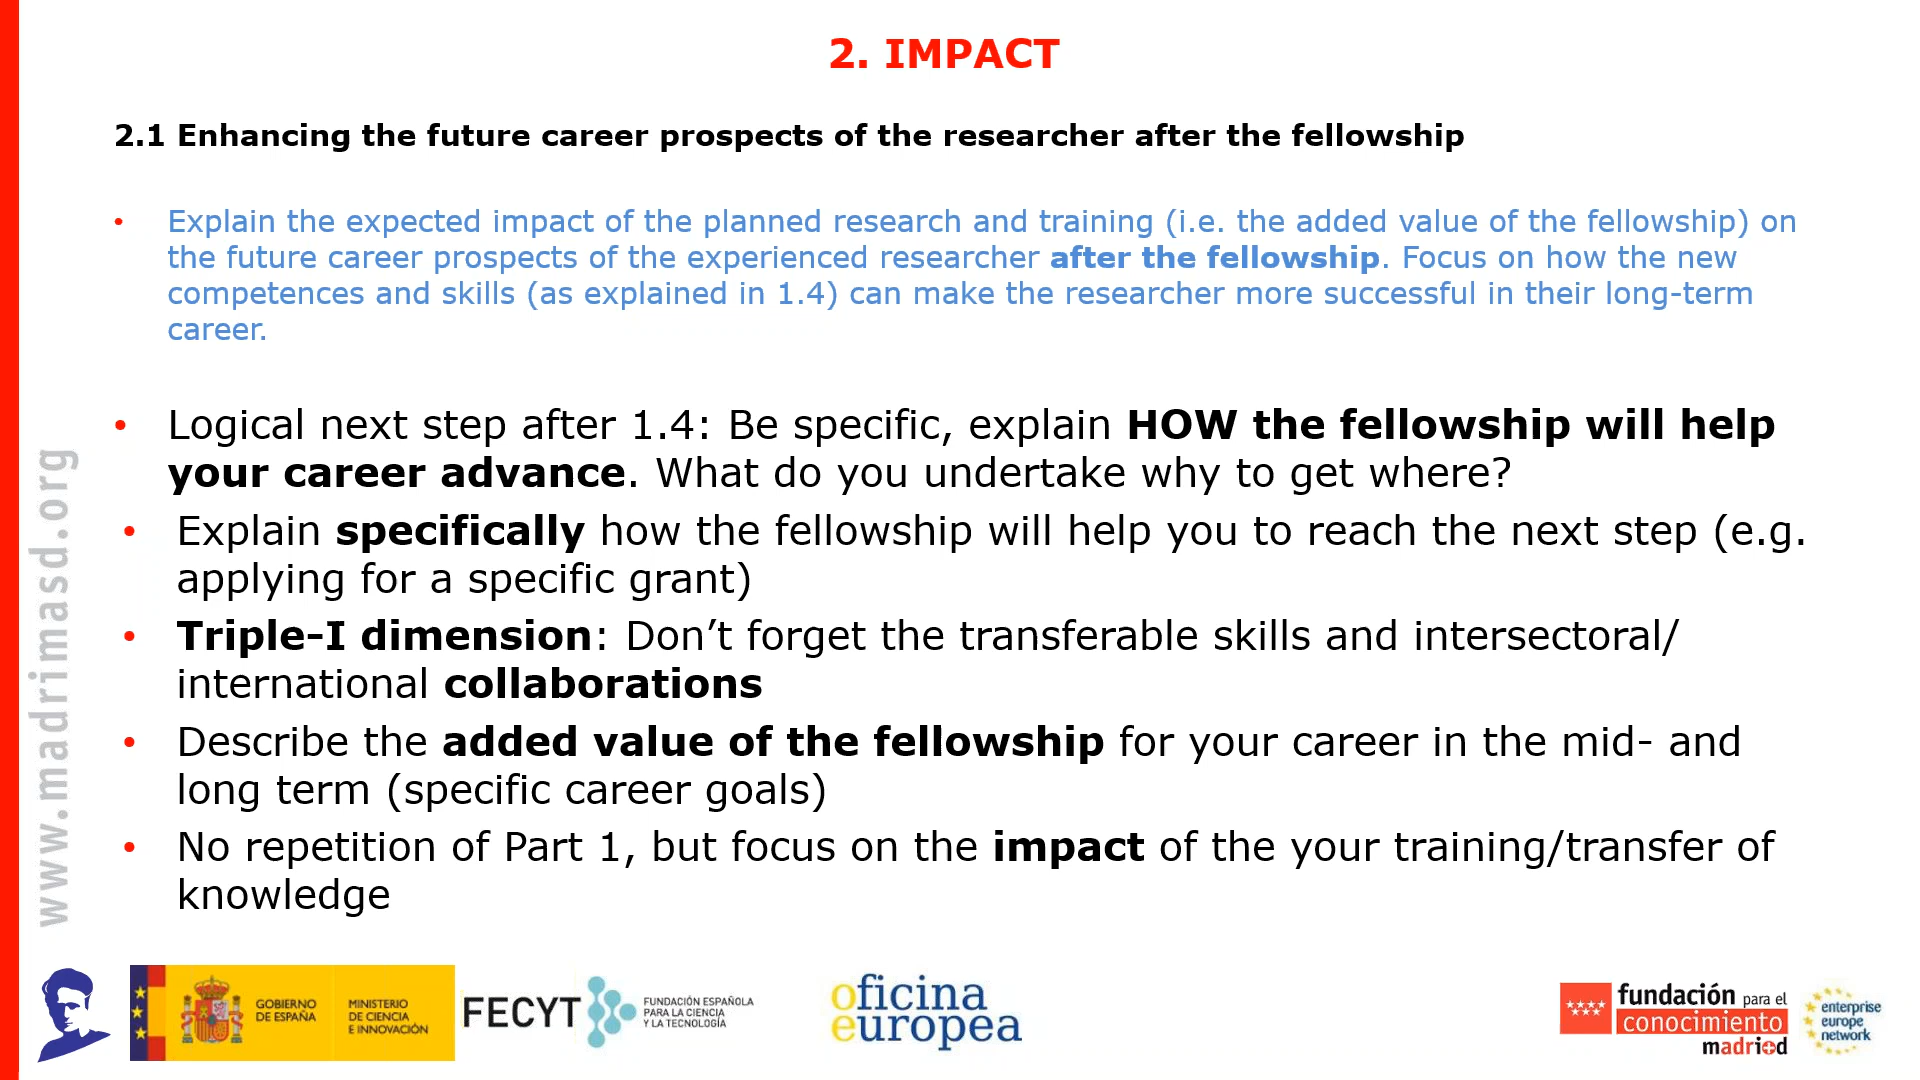 2. IMPACT
2.1 Enhancing the future career prospects of the researcher after the fellowship
• Explain the expected impact of the planned research and training (i.e. the added value of the fellowship) on
the future career prospects of the experienced researcher after the fellowship. Focus on how the new
competences and skills (as explained in 1.4) can make the researcher more successful in their long-term
career.
• Logical next step after 1.4: Be specific, explain HOW the fellowship will help
your career advance. What do you undertake why to get where?
• Explain specifically how the fellowship will help you to reach the next step (e.g.
applying for a specific grant)
• Triple-I dimension: Don’t forget the transferable skills and intersectoral/
international collaborations
• Describe the added value of the fellowship for your career in the mid- and
long term (specific career goals)
• No repetition of Part 1, but focus on the impact of the your training/transfer of
knowledge
www.madrimasd.org
GOBIERNO
DE ESPAÑA
MINISTERIO
DE CIENCIA
E INNOVACIÓN
FECYT
FUNDACIÓN ESPAÑOLA
PARA LA CIENCIA
Y LA TECNOLOGÍA
oficina
europea
fundación para el
conocimiento
madri+d
enterprise
europe
network